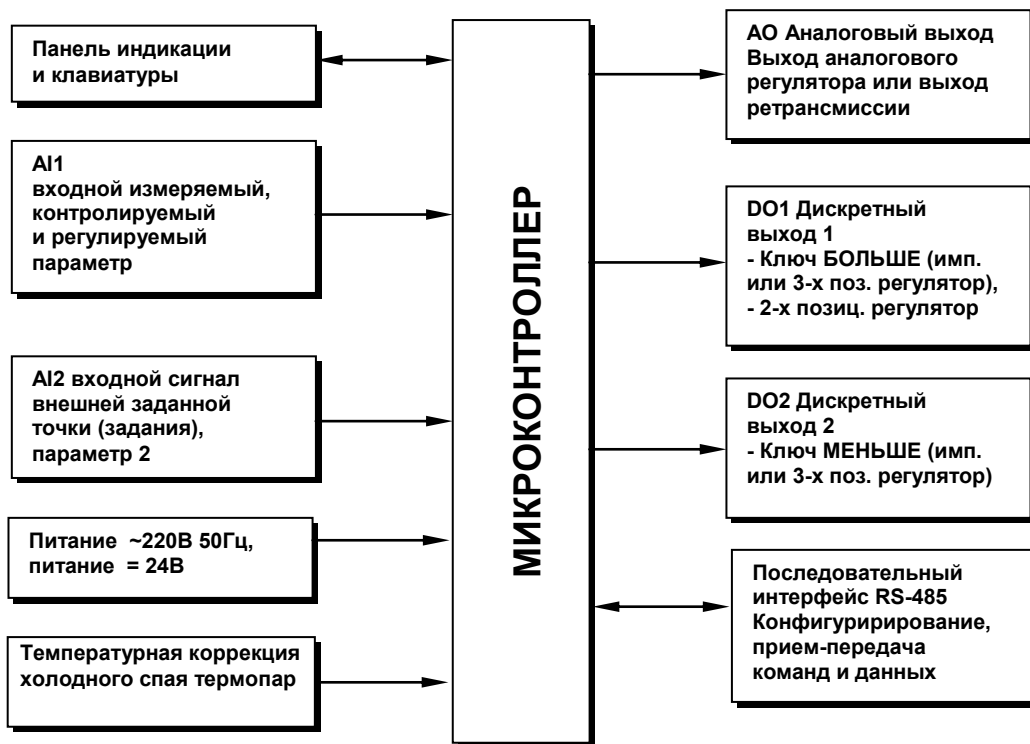 Панель индикации
и клавиатуры
AI1
входной измеряемый,
контролируемый
и регулируемый
параметр
AI2 входной сигнал
внешней заданной
точки (задания),
параметр 2
Питание ~220В 50Гц,
питание = 24В
Температурная коррекция
холодного спая термопар
МИКРОКОНТРОЛЛЕР
АО Аналоговый выход
Выход аналогового
регулятора или выход
ретрансмиссии
DO1 Дискретный
выход 1
- Ключ БОЛЬШЕ (имп.
или 3-х поз. регулятор),
- 2-х позиц. регулятор
DO2 Дискретный
выход 2
- Ключ МЕНЬШЕ (имп.
или 3-х поз. регулятор)
Последовательный
интерфейс RS-485
Конфигуририрование,
прием-передача
команд и данных